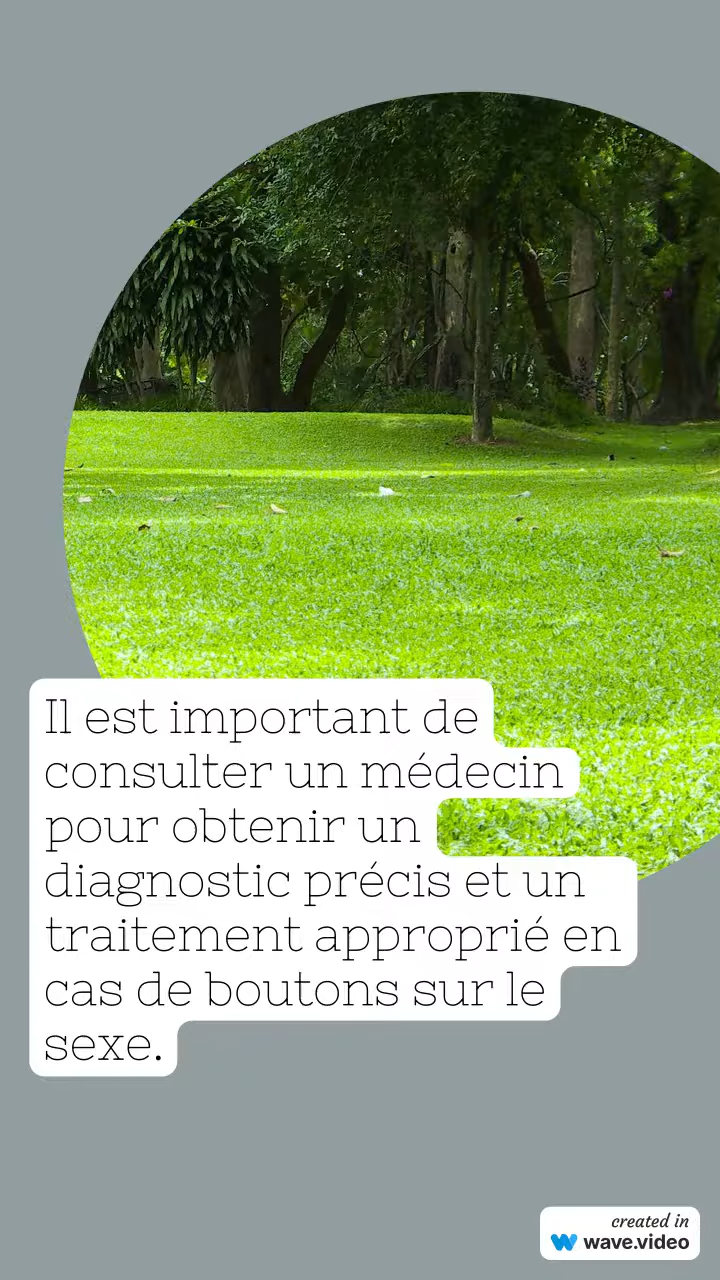 Il est important de
consulter un médecin
pour obtenir un
diagnostic précis et un
traitement approprié en
cas de boutons sur le
sexe.
created in
wave.video